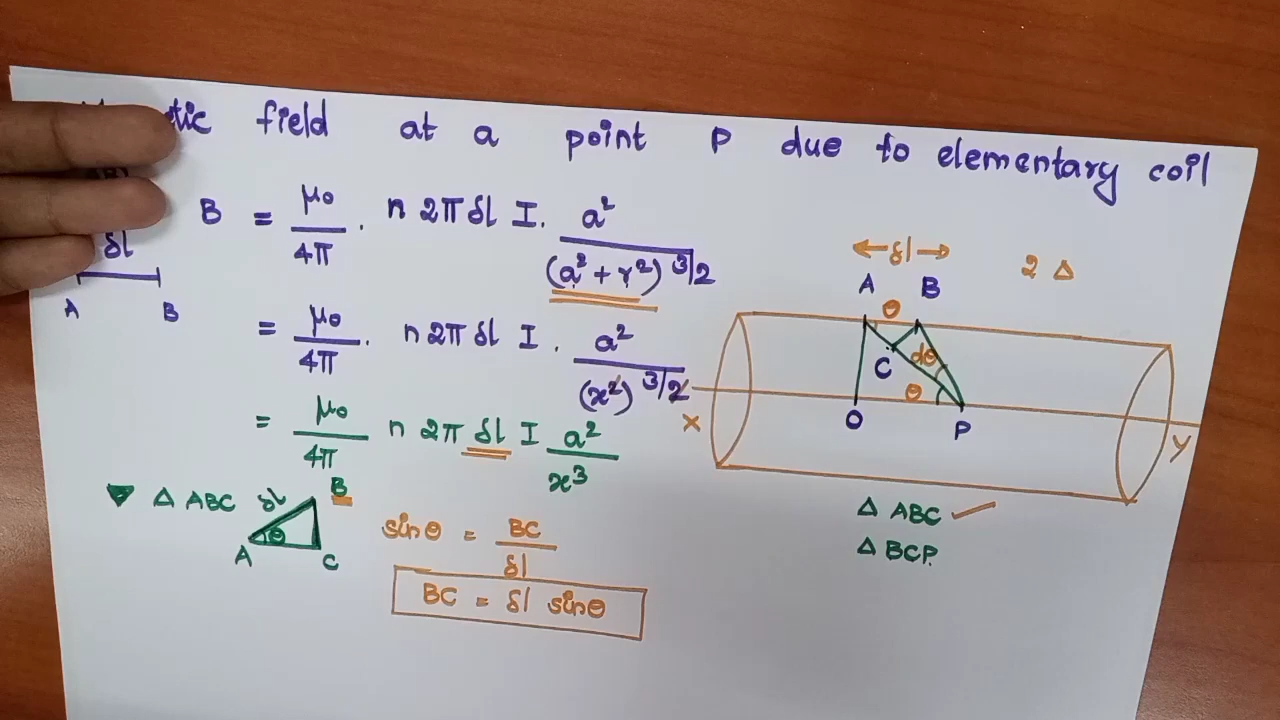 tic field at a point P due to elementary coil
δl
A B
B = μ₀/4π . n 2π δl I . a²/(a² + r²)^3/2
= μ₀/4π . n 2π δl I . a²/(x²)^3/2
= μ₀/4π n 2π δl I a²/x³
Δ ABC
δl
B
θ
A C
sinθ = BC/δl
BC = δl sinθ
δl
2 Δ
A B
θ
C dθ
θ
X O P Y
Δ ABC ✓
Δ BCP.